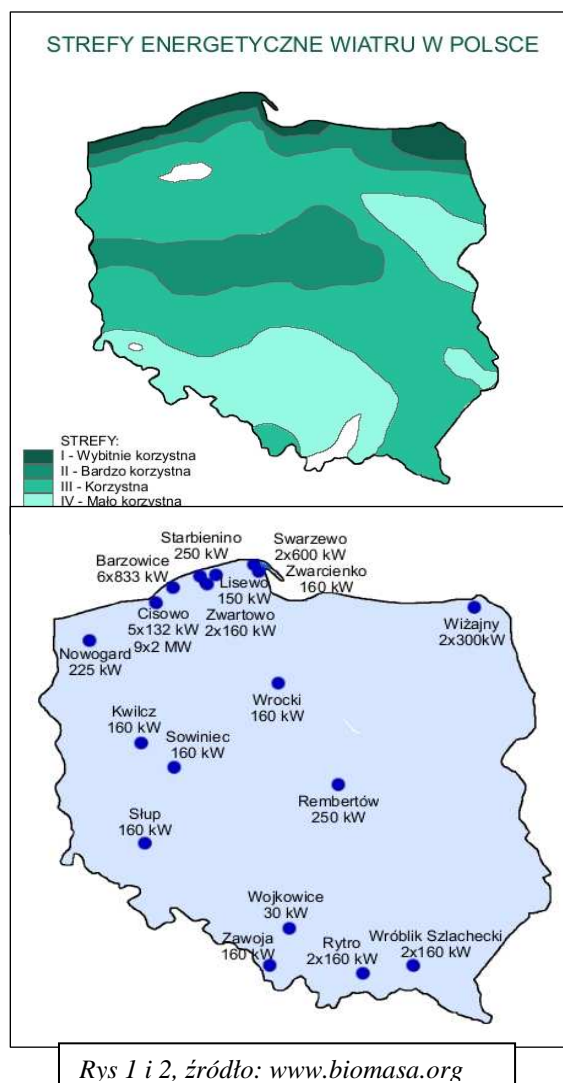 STREFY ENERGETYCZNE WIATRU W POLSCE
STREFY:
I - Wybitnie korzystna
II - Bardzo korzystna
III - Korzystna
IV - Mało korzystna
Starbienino
250 kW
Swarzewo
2x600 kW
Barzowice
6x833 kW
Lisewo
150 kW
Zwarcienko
160 kW
Cisowo
5x132 kW
9x2 MW
Zwartowo
2x160 kW
Wiżajny
2x300kW
Nowogard
225 kW
Wrocki
160 kW
Kwilcz
160 kW
Sowiniec
160 kW
Rembertów
250 kW
Słup
160 kW
Wojkowice
30 kW
Zawoja
160 kW
Rytro
2x160 kW
Wróblik Szlachecki
2x160 kW
Rys 1 i 2, źródło: www.biomasa.org